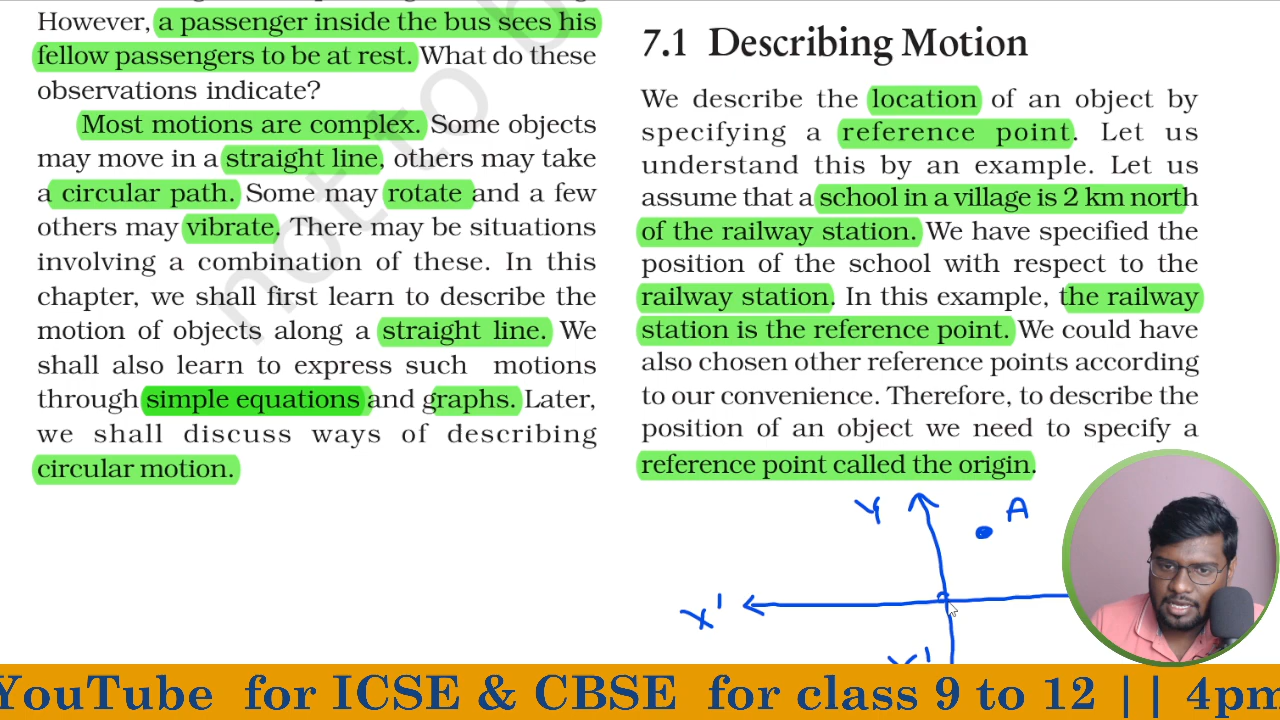 However, a passenger inside the bus sees his
fellow passengers to be at rest. What do these
observations indicate?
Most motions are complex. Some objects
may move in a straight line, others may take
a circular path. Some may rotate and a few
others may vibrate. There may be situations
involving a combination of these. In this
chapter, we shall first learn to describe the
motion of objects along a straight line. We
shall also learn to express such motions
through simple equations and graphs. Later,
we shall discuss ways of describing
circular motion.
not to b
7.1 Describing Motion
We describe the location of an object by
specifying a reference point. Let us
understand this by an example. Let us
assume that a school in a village is 2 km north
of the railway station. We have specified the
position of the school with respect to the
railway station. In this example, the railway
station is the reference point. We could have
also chosen other reference points according
to our convenience. Therefore, to describe the
position of an object we need to specify a
reference point called the origin.
Y
A
X'
YouTube for ICSE & CBSE for class 9 to 12 || 4pm